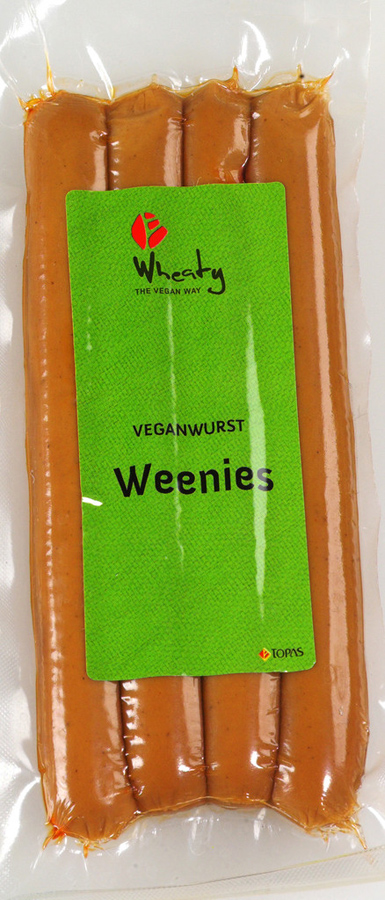 Wheaty
THE VEGAN WAY
VEGANWURST
Weenies
TOPAS